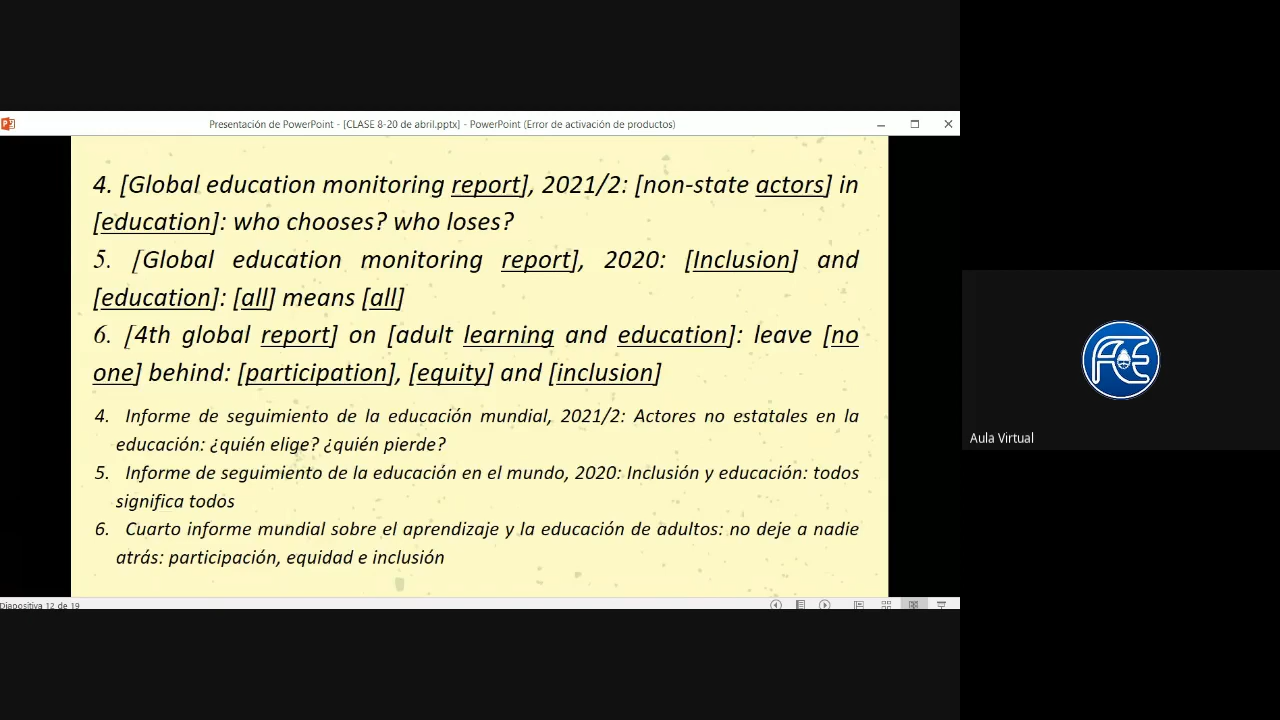 Presentación de PowerPoint - [CLASE 8-20 de abril.pptx] - PowerPoint (Error de activación de productos)
4. [Global education monitoring report], 2021/2: [non-state actors] in
[education]: who chooses? who loses?
5. [Global education monitoring report], 2020: [Inclusion] and
[education]: [all] means [all]
6. [4th global report] on [adult learning and education]: leave [no
one] behind: [participation], [equity] and [inclusion]
4. Informe de seguimiento de la educación mundial, 2021/2: Actores no estatales en la
educación: ¿quién elige? ¿quién pierde?
5. Informe de seguimiento de la educación en el mundo, 2020: Inclusión y educación: todos
significa todos
6. Cuarto informe mundial sobre el aprendizaje y la educación de adultos: no deje a nadie
atrás: participación, equidad e inclusión
Diapositiva 12 de 19
FCE
Aula Virtual